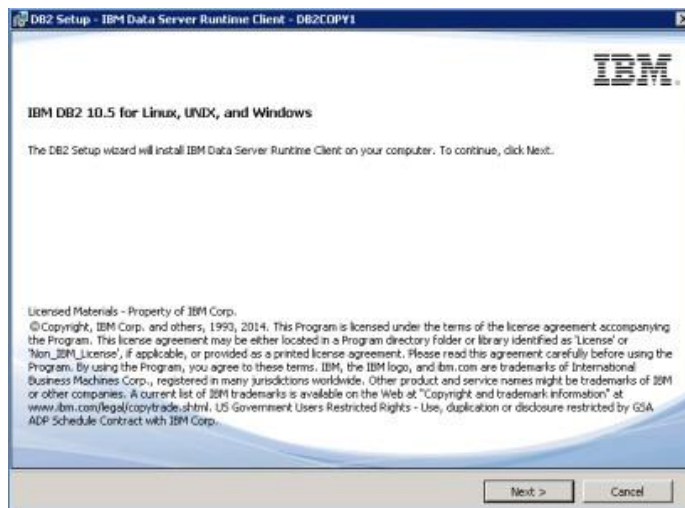 DB2 Setup - IBM Data Server Runtime Client - DB2COPY1
IBM
IBM DB2 10.5 for Linux, UNIX, and Windows
The DB2 Setup wizard will install IBM Data Server Runtime Client on your computer. To continue, click Next.
Licensed Materials - Property of IBM Corp.
©Copyright, IBM Corp. and others, 1993, 2014. This Program is licensed under the terms of the license agreement accompanying
the Program. This license agreement may be either located in a Program directory folder or library identified as 'License' or
'Non_IBM_License', if applicable, or provided as a printed license agreement. Please read this agreement carefully before using the
Program. By using the Program, you agree to these terms. IBM, the IBM logo, and ibm.com are trademarks of International
Business Machines Corp., registered in many jurisdictions worldwide. Other product and service names might be trademarks of IBM
or other companies. A current list of IBM trademarks is available on the Web at "Copyright and trademark information" at
www.ibm.com/legal/copytrade.shtml. US Government Users Restricted Rights - Use, duplication or disclosure restricted by GSA
ADP Schedule Contract with IBM Corp.
Next >
Cancel